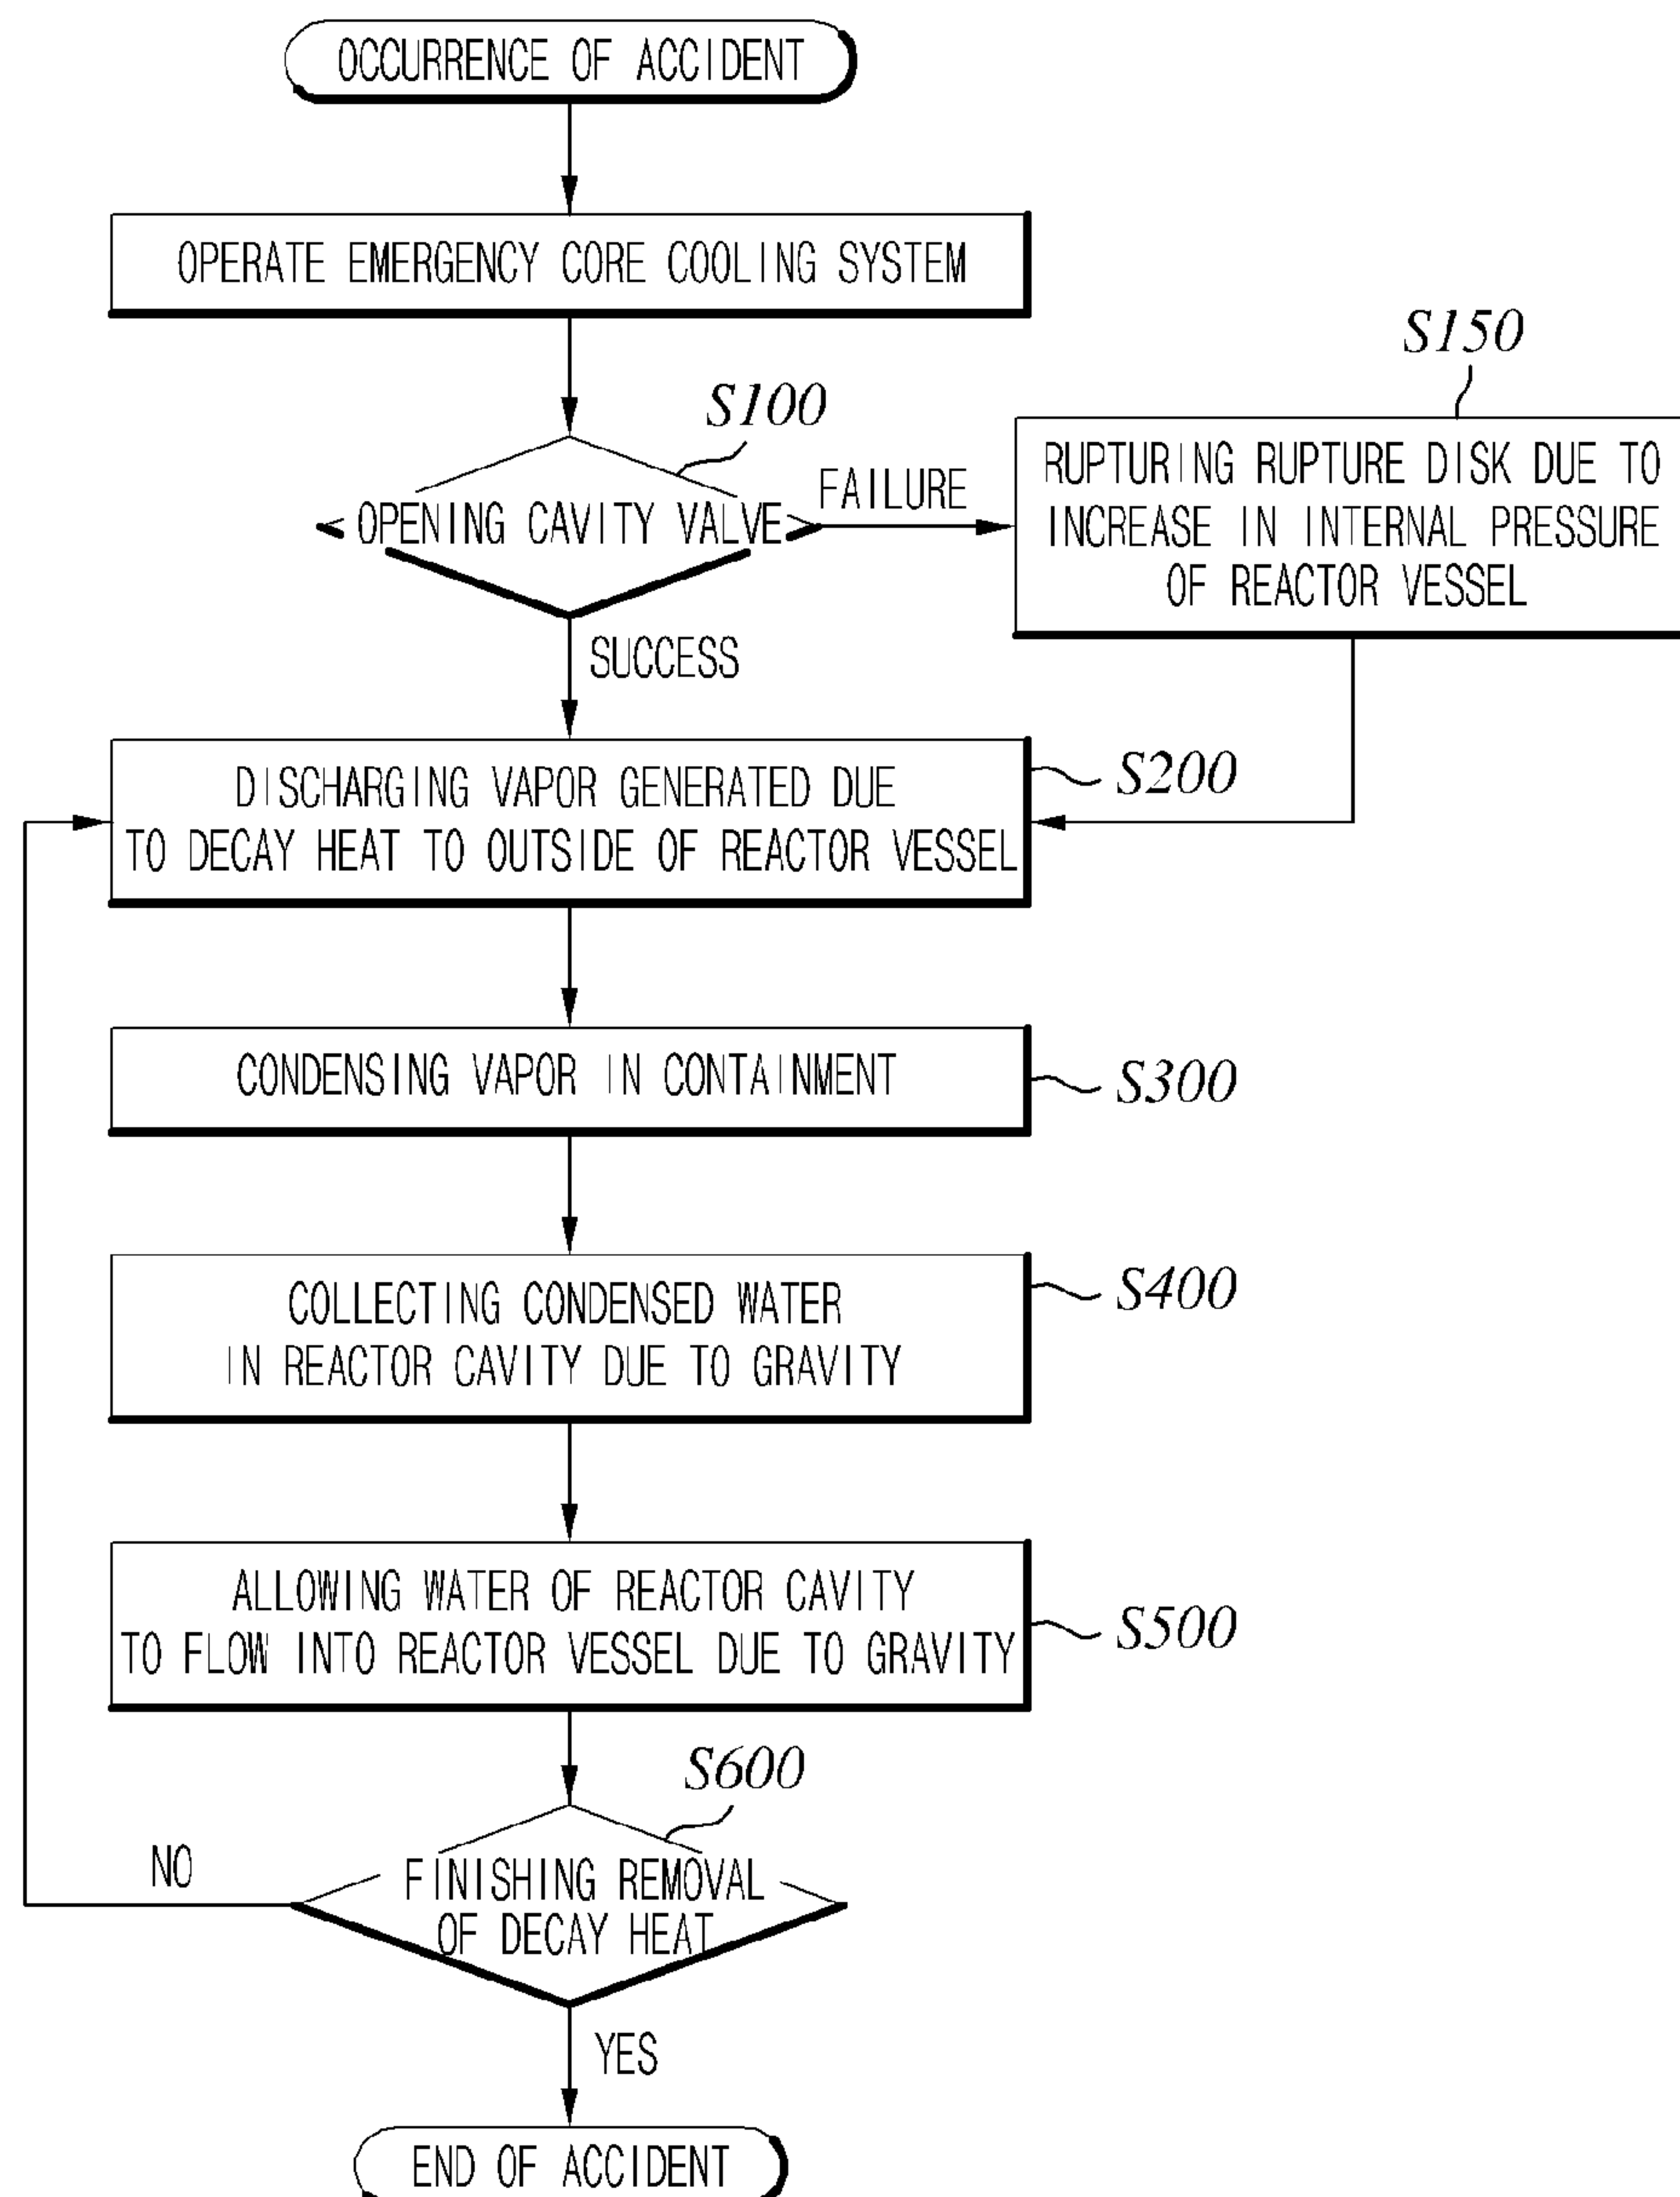 OCCURRENCE OF ACCIDENT
OPERATE EMERGENCY CORE COOLING SYSTEM
S100
OPENING CAVITY VALVE
FAILURE
S150
RUPTURING RUPTURE DISK DUE TO
INCREASE IN INTERNAL PRESSURE
OF REACTOR VESSEL
SUCCESS
DISCHARGING VAPOR GENERATED DUE
TO DECAY HEAT TO OUTSIDE OF REACTOR VESSEL
S200
CONDENSING VAPOR IN CONTAINMENT
S300
COLLECTING CONDENSED WATER
IN REACTOR CAVITY DUE TO GRAVITY
S400
ALLOWING WATER OF REACTOR CAVITY
TO FLOW INTO REACTOR VESSEL DUE TO GRAVITY
S500
S600
FINISHING REMOVAL
OF DECAY HEAT
NO
YES
END OF ACCIDENT